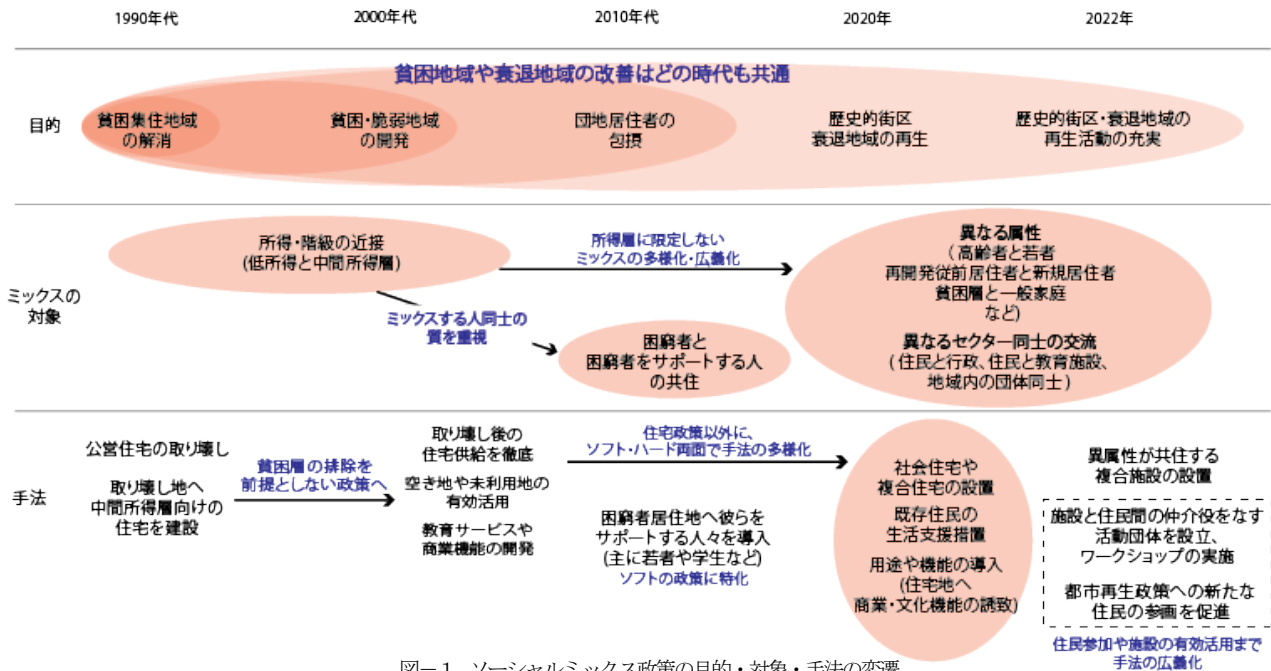 1990年代
2000年代
2010年代
2020年
2022年
貧困地域や衰退地域の改善はどの時代も共通
目的
貧困集住地域
の解消
貧困・脆弱地域
の開発
団地居住者の
包摂
歴史的街区
衰退地域の再生
歴史的街区・衰退地域の
再生活動の充実
ミックスの
対象
所得・階級の近接
(低所得と中間所得層)
所得層に限定しない
ミックスの多様化・広義化
ミックスする人同士の
質を重視
困窮者と
困窮者をサポートする人
の共住
異なる属性
(高齢者と若者
再開発従前居住者と新規居住者
貧困層と一般家庭
など)
異なるセクター同士の交流
(住民と行政、住民と教育施設、
地域内の団体同士)
手法
公営住宅の取り壊し
取り壊し地へ
中間所得層向けの
住宅を建設
貧困層の排除を
前提としない政策へ
取り壊し後の
住宅供給を徹底
空き地や未利用地の
有効活用
教育サービスや
商業機能の開発
住宅政策以外に、
ソフト・ハード両面で手法の多様化
困窮者居住地へ彼らを
サポートする人々を導入
(主に若者や学生など)
ソフトの政策に特化
社会住宅や
複合住宅の設置
既存住民の
生活支援措置
用途や機能の導入
(住宅地へ
商業・文化機能の誘致)
異属性が共住する
複合施設の設置
施設と住民間の仲介役をなす
活動団体を設立、
ワークショップの実施
都市再生政策への新たな
住民の参画を促進
住民参加や施設の有効活用まで
手法の広義化
図−1 ソーシャルミックス政策の目的・対象・手法の変遷